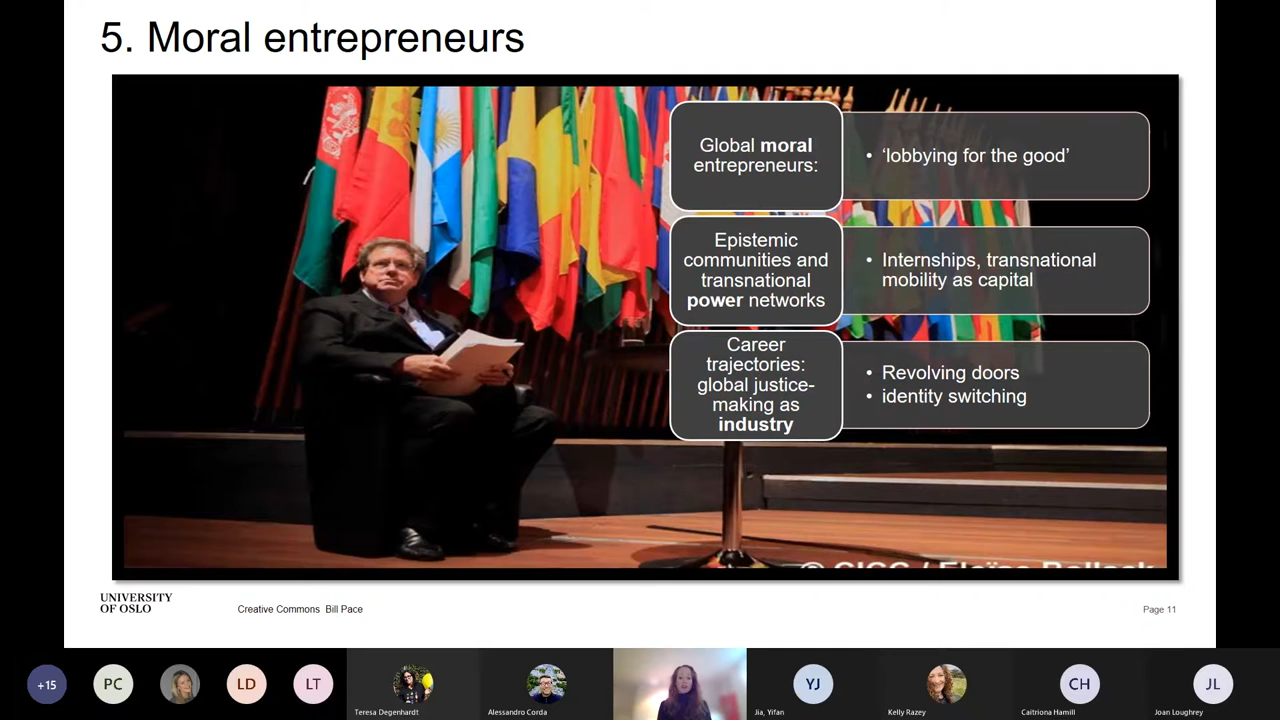 5. Moral entrepreneurs
Global moral
entrepreneurs:
• ‘lobbying for the good’
Epistemic
communities and
transnational
power networks
• Internships, transnational
mobility as capital
Career
trajectories:
global justice-
making as
industry
• Revolving doors
• identity switching
UNIVERSITY
OF OSLO
Creative Commons Bill Pace
Page 11
+15
PC
LD
LT
Teresa Degenhardt
Alessandro Corda
YJ
Jia, Yifan
Kelly Razey
CH
Caitriona Hamill
JL
Joan Loughrey